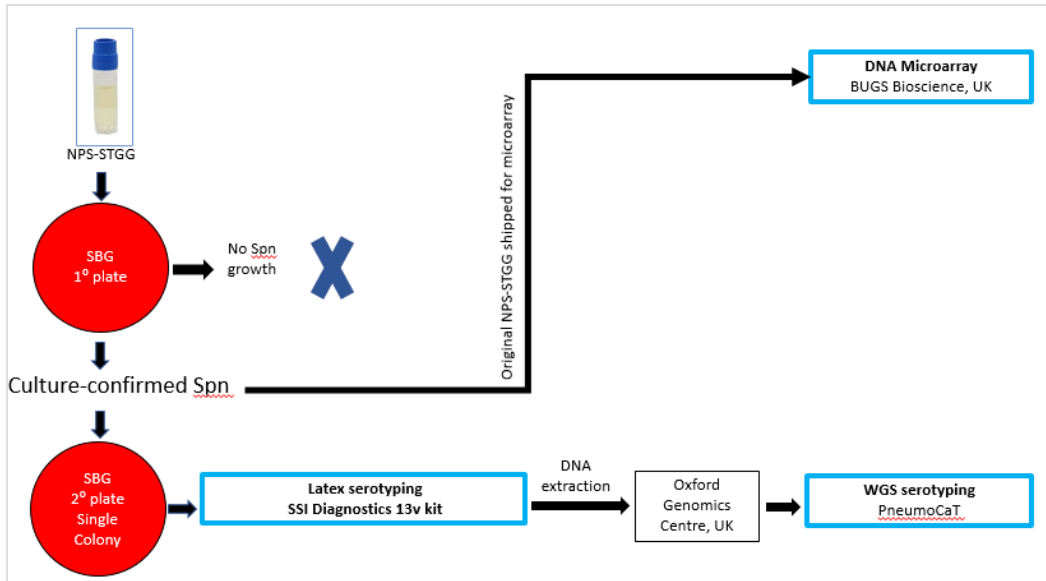 NPS-STGG
SBG
1⁰ plate
No Spn
growth
Culture-confirmed Spn
Original NPS-STGG shipped for microarray
DNA Microarray
BUGS Bioscience, UK
SBG
2⁰ plate
Single
Colony
Latex serotyping
SSI Diagnostics 13v kit
DNA
extraction
Oxford
Genomics
Centre, UK
WGS serotyping
PneumoCaT